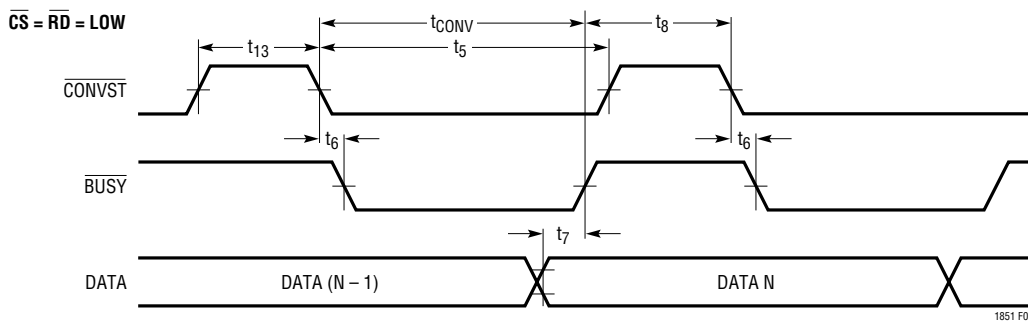 CS = RD = LOW
tCONV
t8
t13
t5
CONVST
t6
t6
BUSY
t7
DATA
DATA (N – 1)
DATA N
1851 F0